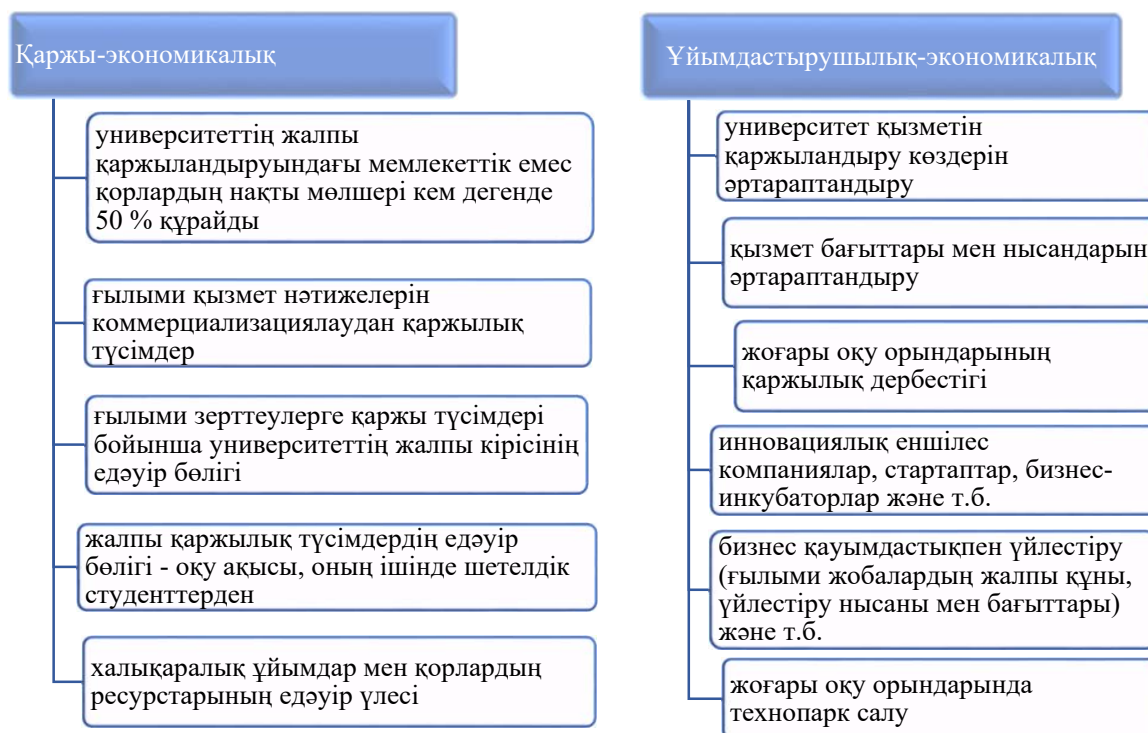 Қаржы-экономикалық
университеттің жалпы
қаржыландыруындағы мемлекеттік емес
қорлардың нақты мөлшері кем дегенде
50 % құрайды
ғылыми қызмет нәтижелерін
коммерциализациялаудан қаржылық
түсімдер
ғылыми зерттеулерге қаржы түсімдері
бойынша университеттің жалпы кірісінің
едәуір бөлігі
жалпы қаржылық түсімдердің едәуір
бөлігі - оқу ақысы, оның ішінде шетелдік
студенттерден
халықаралық ұйымдар мен қорлардың
ресурстарының едәуір үлесі
Ұйымдастырушылық-экономикалық
университет қызметін
қаржыландыру көздерін
әртараптандыру
қызмет бағыттары мен нысандарын
әртараптандыру
жоғары оқу орындарының
қаржылық дербестігі
инновациялық еншілес
компаниялар, стартаптар, бизнес-
инкубаторлар және т.б.
бизнес қауымдастықпен үйлестіру
(ғылыми жобалардың жалпы құны,
үйлестіру нысаны мен бағыттары)
және т.б.
жоғары оқу орындарында
технопарк салу